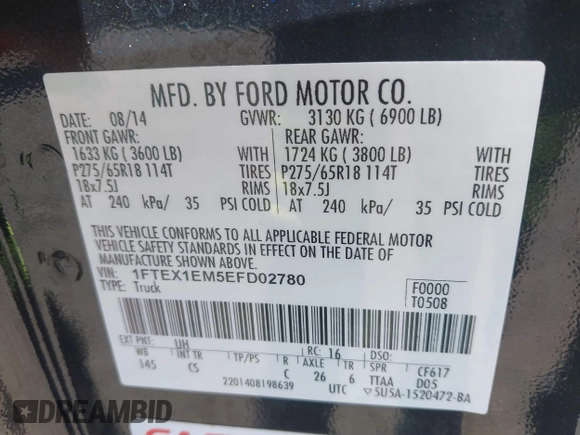 MFD. BY FORD MOTOR CO.
DATE: 08/14 GVWR: 3130 KG ( 6900 LB)
FRONT GAWR: REAR GAWR:
1633 KG ( 3600 LB) WITH 1724 KG ( 3800 LB) WITH
P275/65R18 114T TIRES P275/65R18 114T TIRES
18x7.5J RIMS 18x7.5J RIMS
AT 240 kPa/ 35 PSI COLD AT 240 kPa/ 35 PSI COLD
THIS VEHICLE CONFORMS TO ALL APPLICABLE FEDERAL MOTOR
VEHICLE SAFETY STANDARDS IN EFFECT ON THE DATE OF
MANUFACTURE SHOWN ABOVE.
VIN: 1FTEX1EM5EFD02780 F0000
TYPE: Truck T0508
EXT PNT: UH RC: 16 DSO:
WB INT TR TP/PS R AXLE TR SPR CF617
145 CS C 26 6 TTAA D05
2201408198639 UTC 5U5A-1520472-BA
DREAMBID